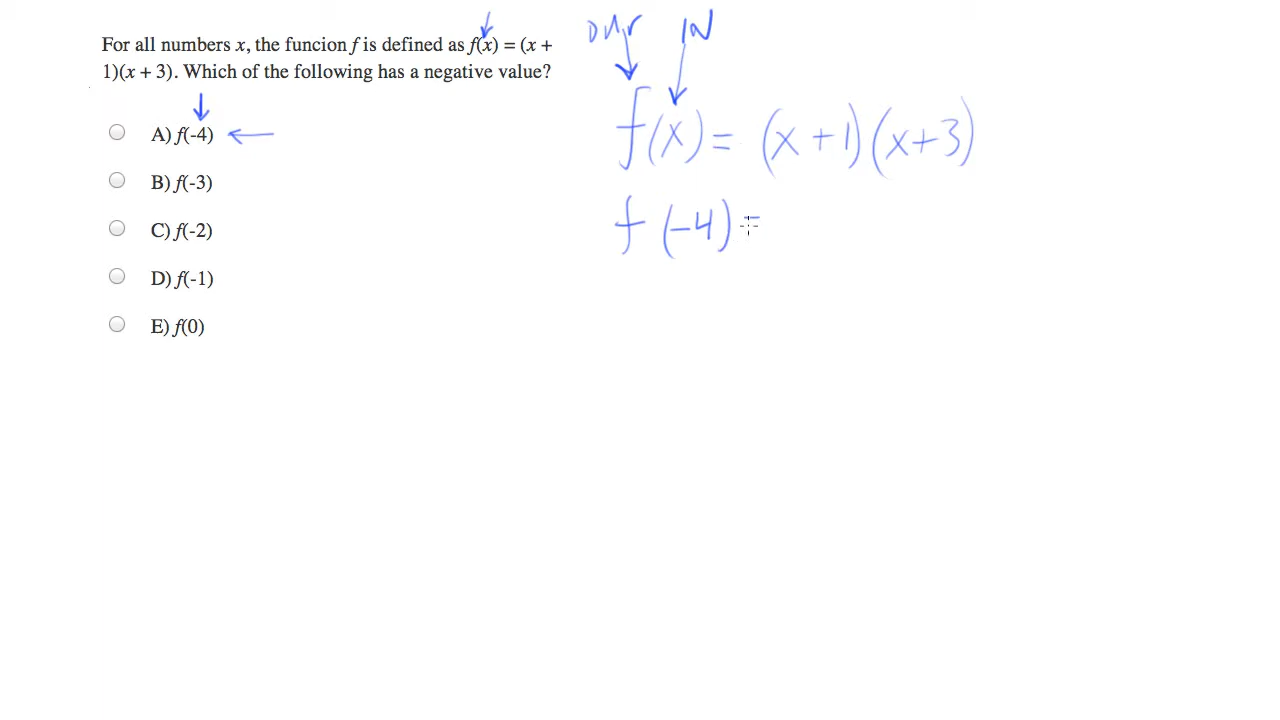 For all numbers x, the funcion f is defined as f(x) = (x +
1)(x + 3). Which of the following has a negative value?
A) f(-4)
B) f(-3)
C) f(-2)
D) f(-1)
E) f(0)
OUT IN
f(x) = (x+1)(x+3)
f(-4) =